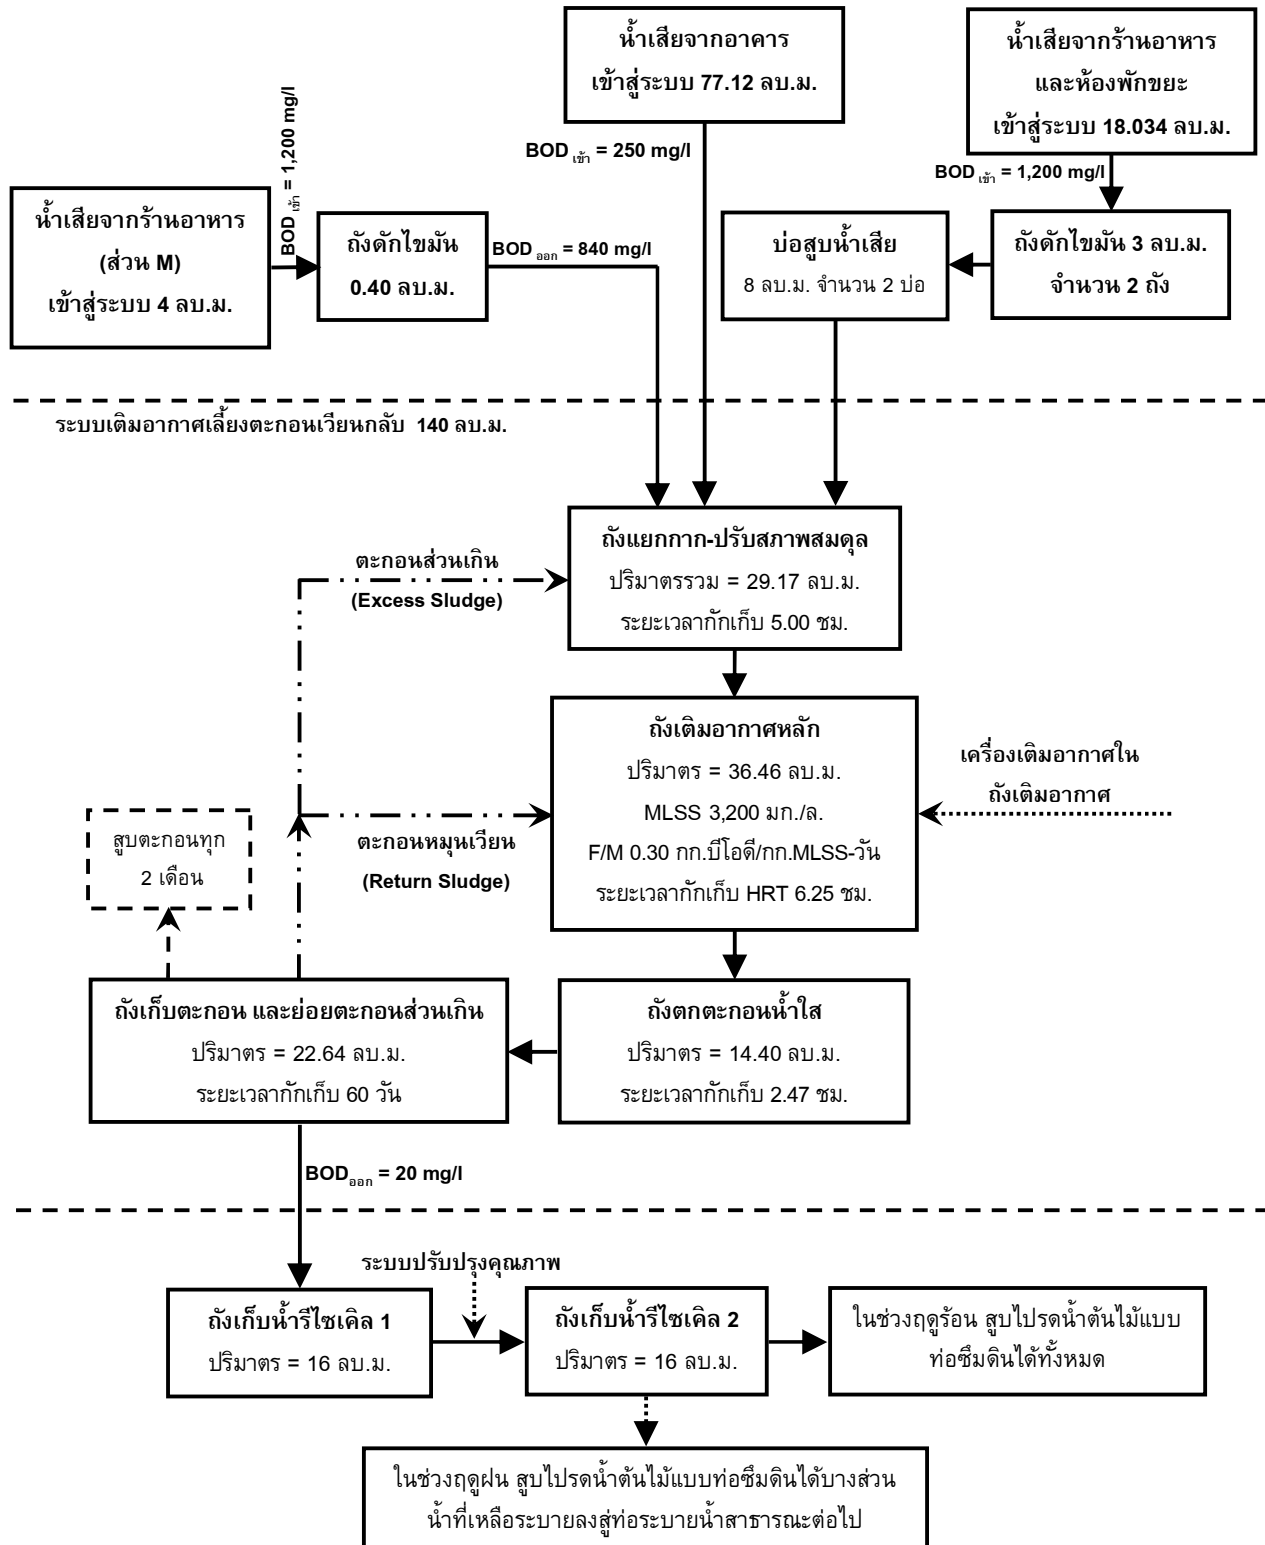 น้ำเสียจากอาคาร
เข้าสู่ระบบ 77.12 ลบ.ม.
น้ำเสียจากร้านอาหาร
และห้องพักขยะ
เข้าสู่ระบบ 18.034 ลบ.ม.
BOD เข้า = 1,200 mg/l
BOD เข้า = 250 mg/l
BOD เข้า = 1,200 mg/l
น้ำเสียจากร้านอาหาร
(ส่วน M)
เข้าสู่ระบบ 4 ลบ.ม.
ถังดักไขมัน
0.40 ลบ.ม.
BOD ออก = 840 mg/l
บ่อสูบน้ำเสีย
8 ลบ.ม. จำนวน 2 บ่อ
ถังดักไขมัน 3 ลบ.ม.
จำนวน 2 ถัง
ระบบเติมอากาศเลี้ยงตะกอนเวียนกลับ 140 ลบ.ม.
ถังแยกกาก-ปรับสภาพสมดุล
ปริมาตรรวม = 29.17 ลบ.ม.
ระยะเวลากักเก็บ 5.00 ชม.
ตะกอนส่วนเกิน
(Excess Sludge)
ถังเติมอากาศหลัก
ปริมาตร = 36.46 ลบ.ม.
MLSS 3,200 มก./ล.
F/M 0.30 กก.บีโอดี/กก.MLSS-วัน
ระยะเวลากักเก็บ HRT 6.25 ชม.
เครื่องเติมอากาศใน
ถังเติมอากาศ
สูบตะกอนทุก
2 เดือน
ตะกอนหมุนเวียน
(Return Sludge)
ถังเก็บตะกอน และย่อยตะกอนส่วนเกิน
ปริมาตร = 22.64 ลบ.ม.
ระยะเวลากักเก็บ 60 วัน
ถังตกตะกอนน้ำใส
ปริมาตร = 14.40 ลบ.ม.
ระยะเวลากักเก็บ 2.47 ชม.
BODออก = 20 mg/l
ระบบปรับปรุงคุณภาพ
ถังเก็บน้ำรีไซเคิล 1
ปริมาตร = 16 ลบ.ม.
ถังเก็บน้ำรีไซเคิล 2
ปริมาตร = 16 ลบ.ม.
ในช่วงฤดูร้อน สูบไปรดน้ำต้นไม้แบบ
ท่อซึมดินได้ทั้งหมด
ในช่วงฤดูฝน สูบไปรดน้ำต้นไม้แบบท่อซึมดินได้บางส่วน
น้ำที่เหลือระบายลงสู่ท่อระบายน้ำสาธารณะต่อไป